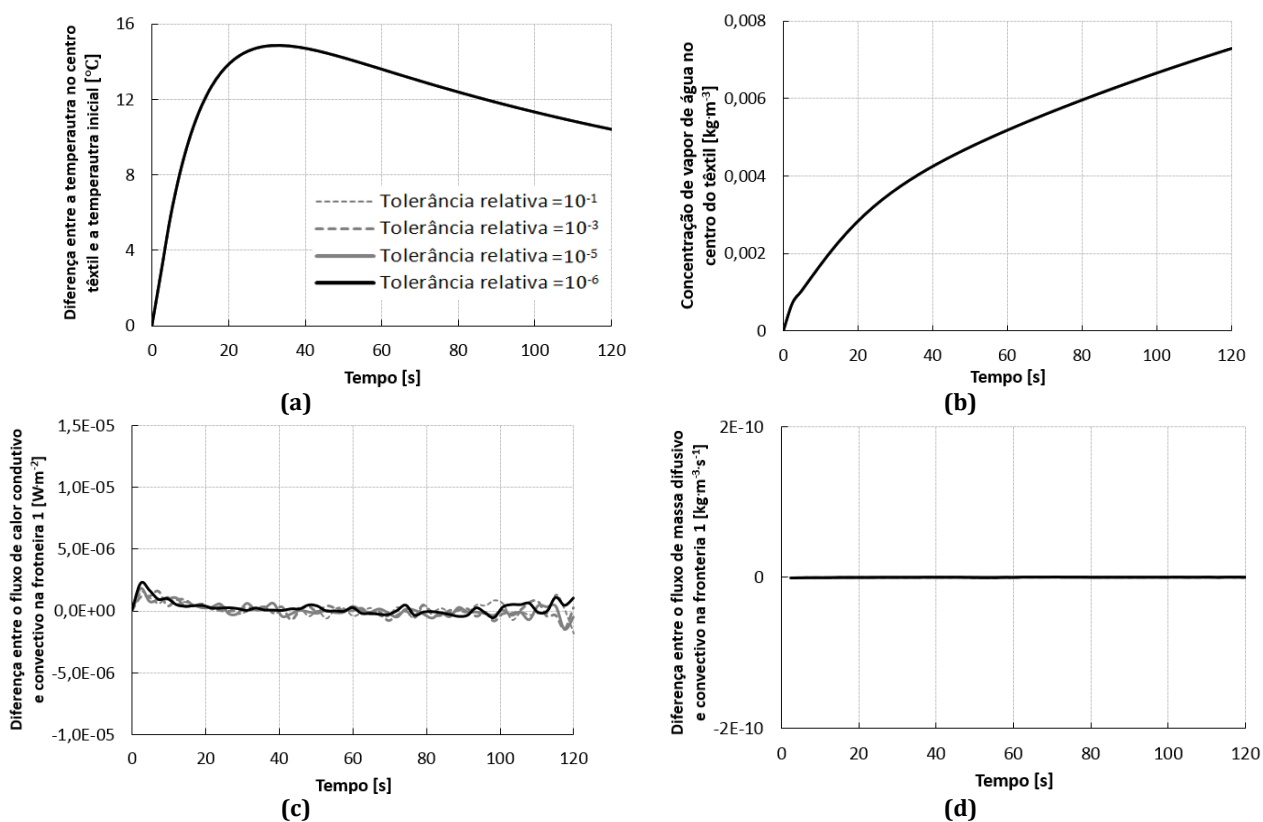 Diferença entre a temperautra no centro
têxtil e a temperautra inicial [°C]
16
12
8
4
0
0 20 40 60 80 100 120
Tempo [s]
Tolerância relativa =10⁻¹
Tolerância relativa =10⁻³
Tolerância relativa =10⁻⁵
Tolerância relativa =10⁻⁶
(a)
Concentração de vapor de água no
centro do têxtil [kg·m⁻³]
0,008
0,006
0,004
0,002
0
0 20 40 60 80 100 120
Tempo [s]
(b)
Diferença entre o fluxo de calor condutivo
e convectivo na frotneira 1 [W·m⁻²]
1,5E-05
1,0E-05
5,0E-06
0,0E+00
-5,0E-06
-1,0E-05
0 20 40 60 80 100 120
Tempo [s]
(c)
Diferença entre o fluxo de massa difusivo
e convectivo na fronteria 1 [kg·m⁻³·s⁻¹]
2E-10
0
-2E-10
0 20 40 60 80 100 120
Tempo [s]
(d)